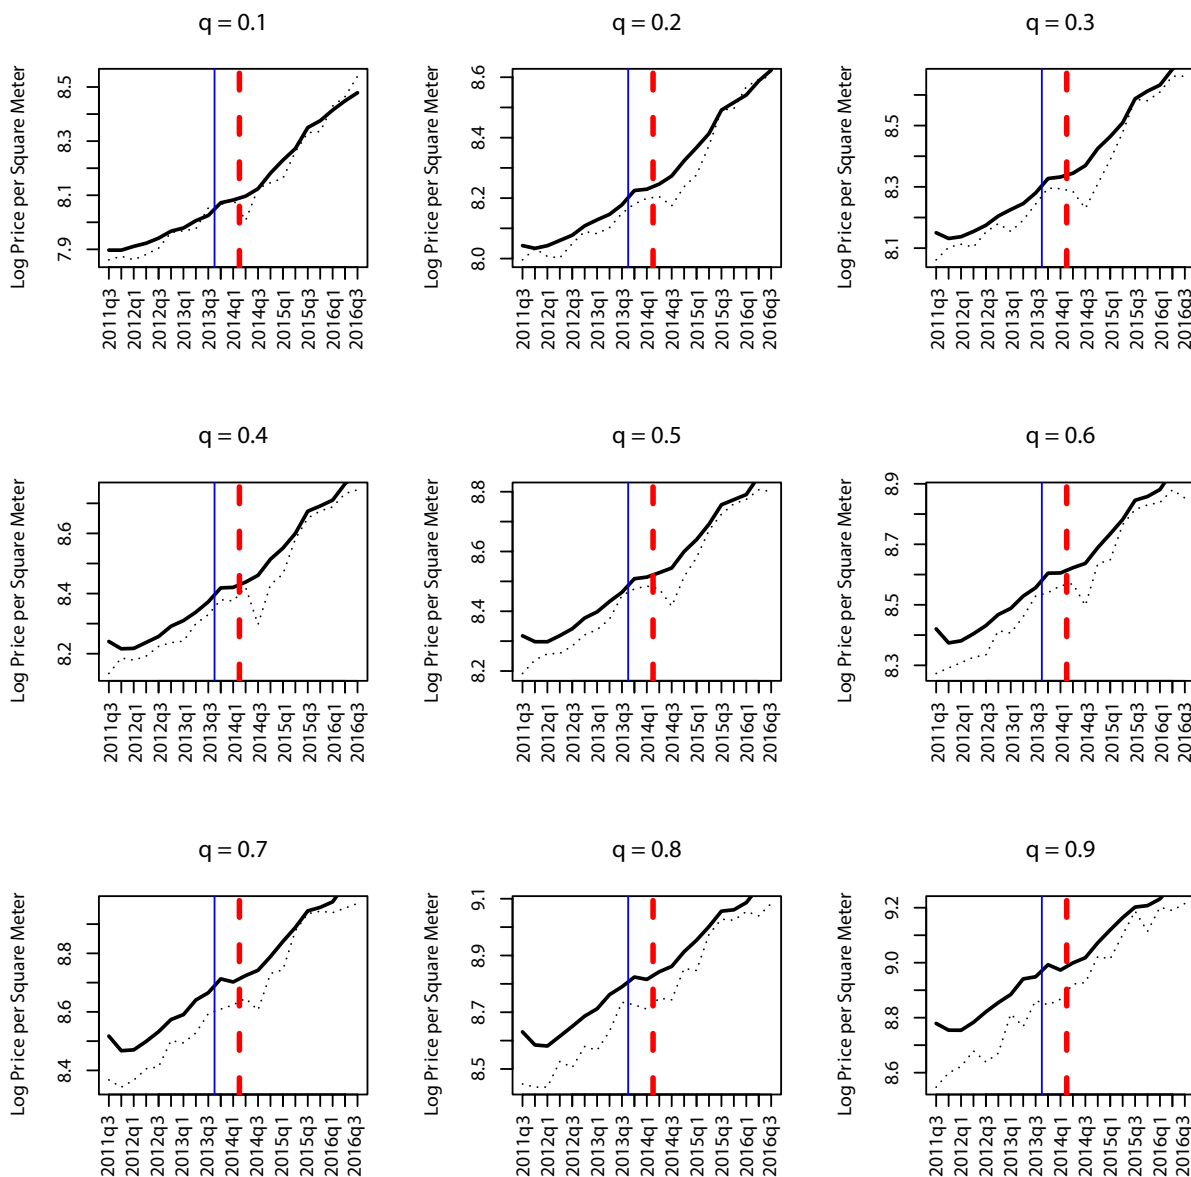 q = 0.1
Log Price per Square Meter
7.9 8.1 8.3 8.5
2011q3 2012q1 2012q3 2013q1 2013q3 2014q1 2014q3 2015q1 2015q3 2016q1 2016q3
q = 0.2
Log Price per Square Meter
8.0 8.2 8.4 8.6
2011q3 2012q1 2012q3 2013q1 2013q3 2014q1 2014q3 2015q1 2015q3 2016q1 2016q3
q = 0.3
Log Price per Square Meter
8.1 8.3 8.5
2011q3 2012q1 2012q3 2013q1 2013q3 2014q1 2014q3 2015q1 2015q3 2016q1 2016q3
q = 0.4
Log Price per Square Meter
8.2 8.4 8.6
2011q3 2012q1 2012q3 2013q1 2013q3 2014q1 2014q3 2015q1 2015q3 2016q1 2016q3
q = 0.5
Log Price per Square Meter
8.2 8.4 8.6 8.8
2011q3 2012q1 2012q3 2013q1 2013q3 2014q1 2014q3 2015q1 2015q3 2016q1 2016q3
q = 0.6
Log Price per Square Meter
8.3 8.5 8.7 8.9
2011q3 2012q1 2012q3 2013q1 2013q3 2014q1 2014q3 2015q1 2015q3 2016q1 2016q3
q = 0.7
Log Price per Square Meter
8.4 8.6 8.8
2011q3 2012q1 2012q3 2013q1 2013q3 2014q1 2014q3 2015q1 2015q3 2016q1 2016q3
q = 0.8
Log Price per Square Meter
8.5 8.7 8.9 9.1
2011q3 2012q1 2012q3 2013q1 2013q3 2014q1 2014q3 2015q1 2015q3 2016q1 2016q3
q = 0.9
Log Price per Square Meter
8.6 8.8 9.0 9.2
2011q3 2012q1 2012q3 2013q1 2013q3 2014q1 2014q3 2015q1 2015q3 2016q1 2016q3